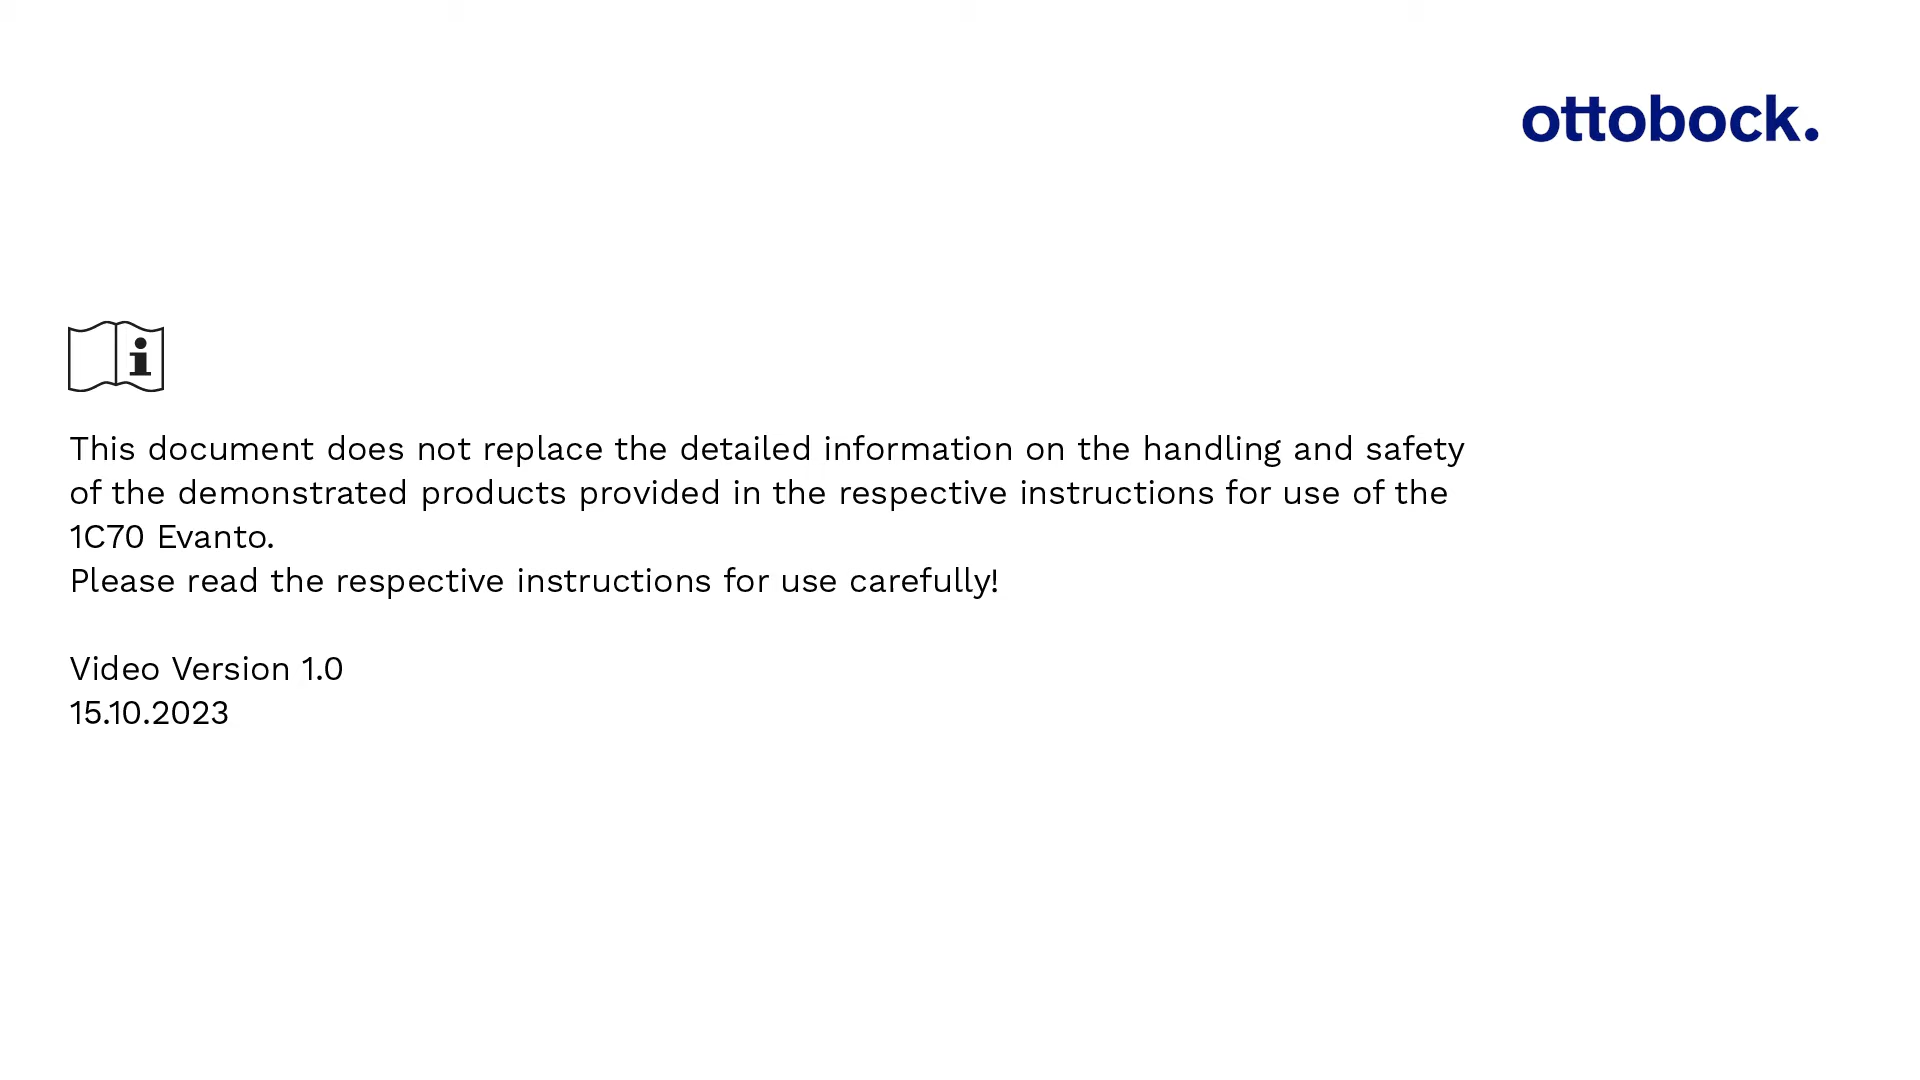 ottobock.
This document does not replace the detailed information on the handling and safety
of the demonstrated products provided in the respective instructions for use of the
1C70 Evanto.
Please read the respective instructions for use carefully!
Video Version 1.0
15.10.2023